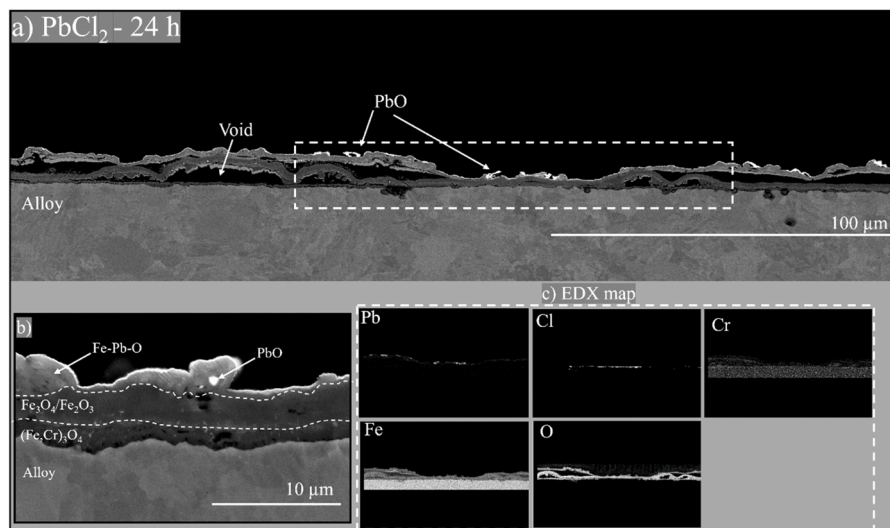 a) PbCl₂ - 24 h
PbO
Void
Alloy
100 µm
b)
Fe-Pb-O
PbO
Fe₃O₄/Fe₂O₃
(Fe,Cr)₃O₄
Alloy
10 µm
c) EDX map
Pb
Cl
Cr
Fe
O